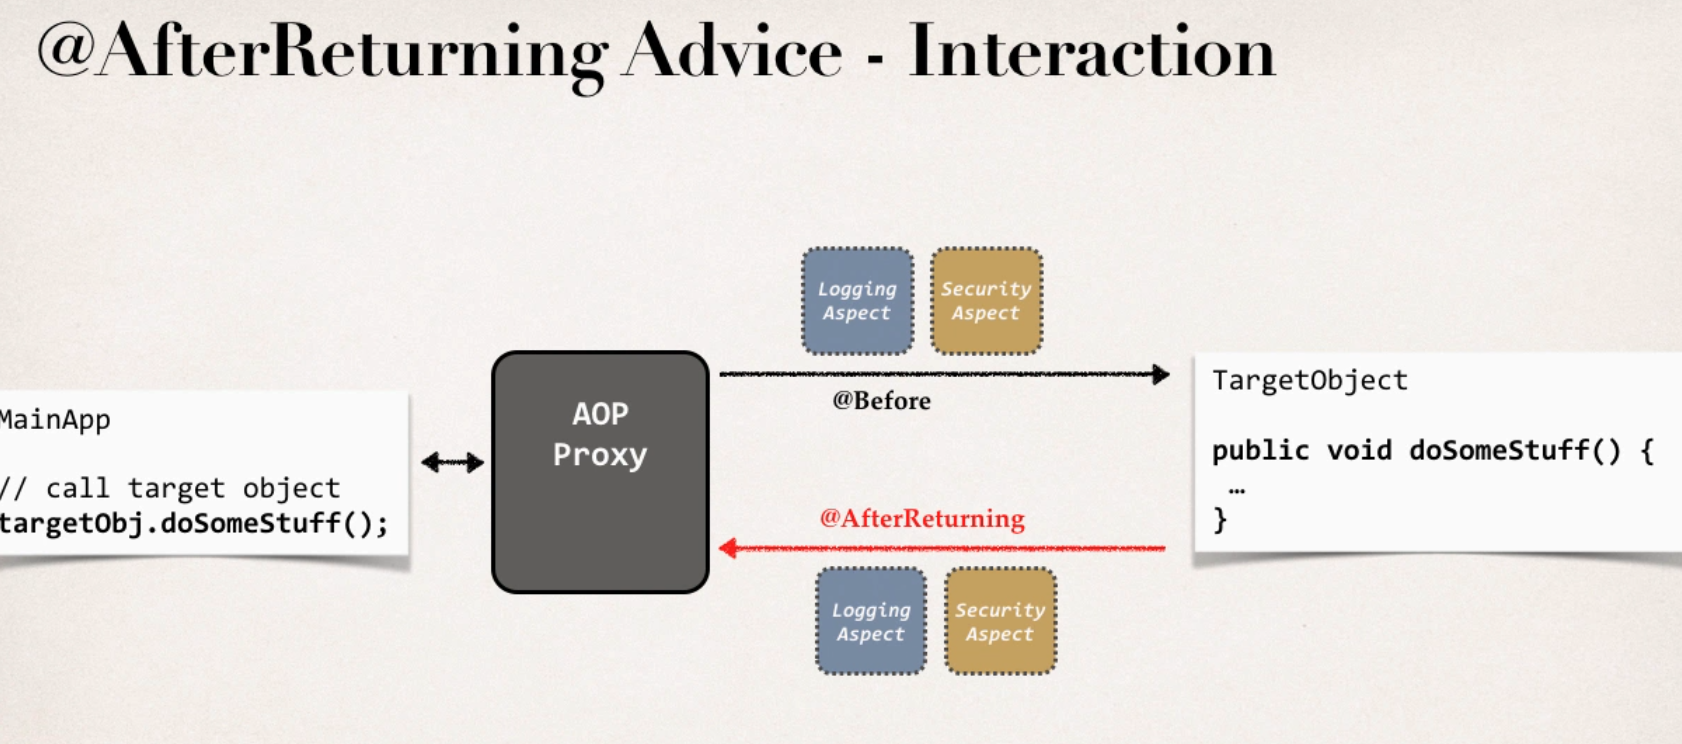 @AfterReturning Advice - Interaction
Logging
Aspect
Security
Aspect
@Before
MainApp
// call target object
targetObj.doSomeStuff();
AOP
Proxy
TargetObject
public void doSomeStuff() {
…
}
@AfterReturning
Logging
Aspect
Security
Aspect